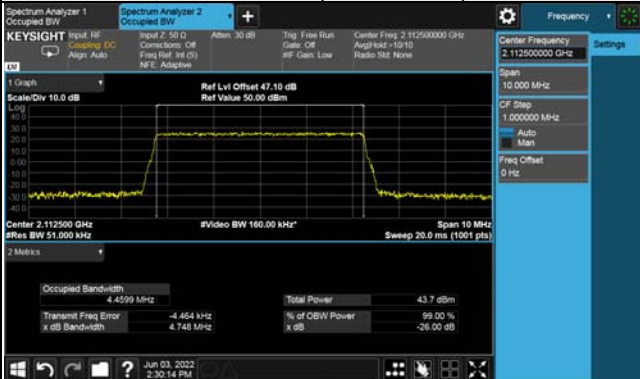 Spectrum Analyzer 1
Occupied BW
Spectrum Analyzer 2
Occupied BW
+
Frequency
KEYSIGHT
Input: RF
Coupling: DC
Align: Auto
Input Z: 50 Ω
Corrections: Off
Freq Ref: Int (S)
NFE: Adaptive
Atten: 30 dB
Trig: Free Run
Gate: Off
#IF Gain: Low
Center Freq: 2.112500000 GHz
Avg|Hold:>10/10
Radio Std: None
Center Frequency
2.112500000 GHz
Settings
Span
10.000 MHz
CF Step
1.000000 MHz
Auto
Man
Freq Offset
0 Hz
1 Graph
Scale/Div 10.0 dB
Ref Lvl Offset 47.10 dB
Ref Value 50.00 dBm
Log
40.0
30.0
20.0
10.0
0.00
-10.0
-20.0
-30.0
-40.0
Center 2.112500 GHz
#Res BW 51.000 kHz
#Video BW 160.00 kHz*
Span 10 MHz
Sweep 20.0 ms (1001 pts)
2 Metrics
Occupied Bandwidth
4.4599 MHz
Total Power
43.7 dBm
Transmit Freq Error
-4.464 kHz
% of OBW Power
99.00 %
x dB Bandwidth
4.748 MHz
x dB
-26.00 dB
?
Jun 03, 2022
2:30:14 PM